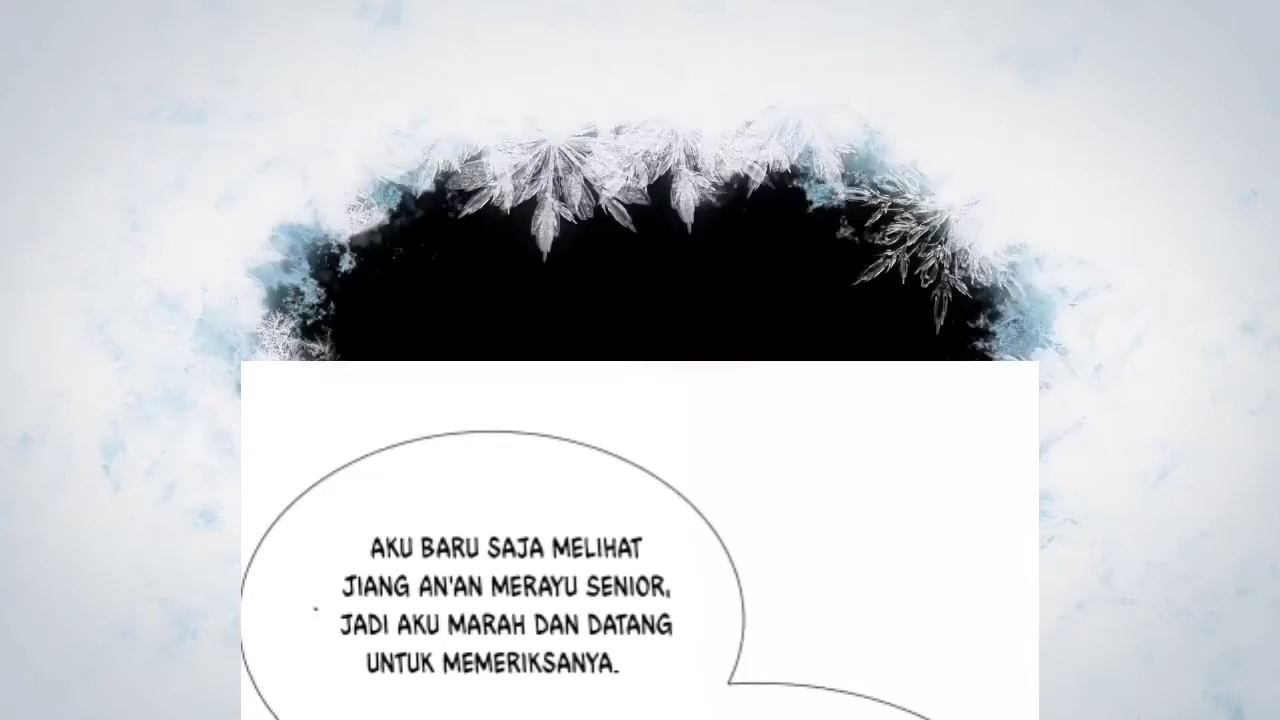 AKU BARU SAJA MELIHAT
JIANG AN'AN MERAYU SENIOR,
JADI AKU MARAH DAN DATANG
UNTUK MEMERIKSANYA.